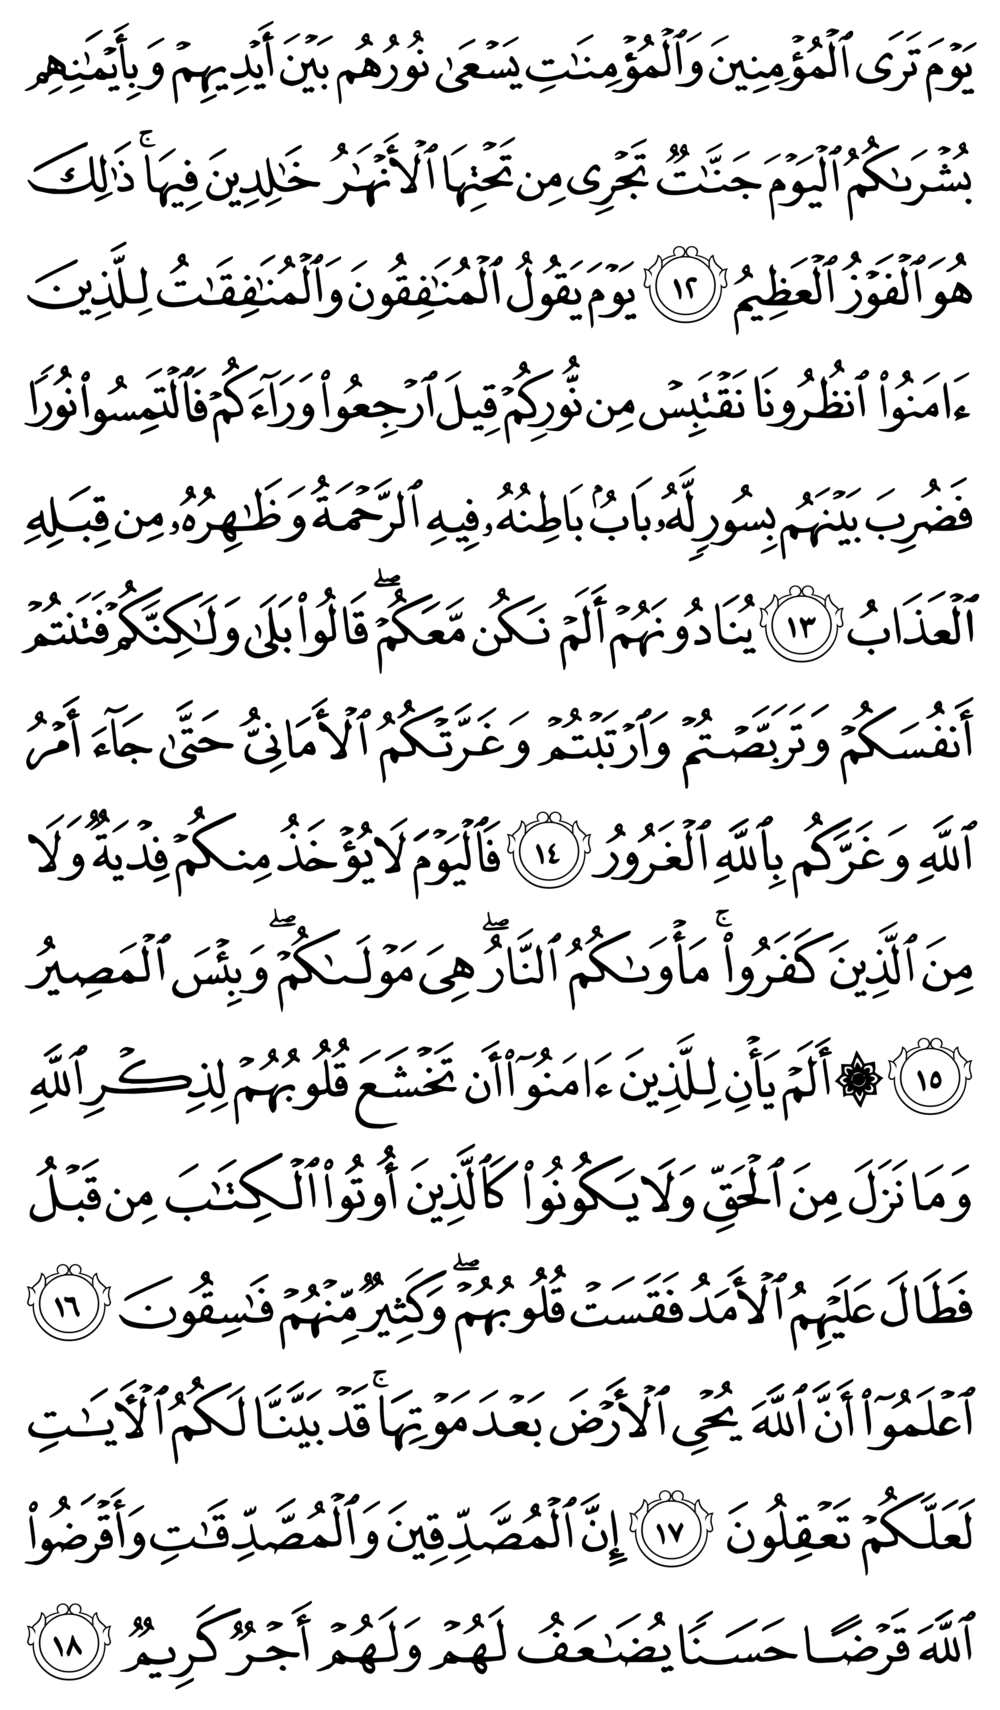 يَوۡمَ تَرَى ٱلۡمُؤۡمِنِينَ وَٱلۡمُؤۡمِنَٰتِ يَسۡعَىٰ نُورُهُم بَيۡنَ أَيۡدِيهِمۡ وَبِأَيۡمَٰنِهِم
بُشۡرَىٰكُمُ ٱلۡيَوۡمَ جَنَّٰتٞ تَجۡرِي مِن تَحۡتِهَا ٱلۡأَنۡهَٰرُ خَٰلِدِينَ فِيهَاۚ ذَٰلِكَ
هُوَ ٱلۡفَوۡزُ ٱلۡعَظِيمُ ١٢ يَوۡمَ يَقُولُ ٱلۡمُنَٰفِقُونَ وَٱلۡمُنَٰفِقَٰتُ لِلَّذِينَ
ءَامَنُواْ ٱنظُرُونَا نَقۡتَبِسۡ مِن نُّورِكُمۡ قِيلَ ٱرۡجِعُواْ وَرَآءَكُمۡ فَٱلۡتَمِسُواْ نُورٗاۖ
فَضُرِبَ بَيۡنَهُم بِسُورٖ لَّهُۥ بَابُۢ بَاطِنُهُۥ فِيهِ ٱلرَّحۡمَةُ وَظَٰهِرُهُۥ مِن قِبَلِهِ
ٱلۡعَذَابُ ١٣ يُنَادُونَهُمۡ أَلَمۡ نَكُن مَّعَكُمۡۖ قَالُواْ بَلَىٰ وَلَٰكِنَّكُمۡ فَتَنتُمۡ
أَنفُسَكُمۡ وَتَرَبَّصۡتُمۡ وَٱرۡتَبۡتُمۡ وَغَرَّتۡكُمُ ٱلۡأَمَانِيُّ حَتَّىٰ جَآءَ أَمۡرُ
ٱللَّهِ وَغَرَّكُم بِٱللَّهِ ٱلۡغَرُورُ ١٤ فَٱلۡيَوۡمَ لَا يُؤۡخَذُ مِنكُمۡ فِدۡيَةٞ وَلَا
مِنَ ٱلَّذِينَ كَفَرُواْۚ مَأۡوَىٰكُمُ ٱلنَّارُۖ هِيَ مَوۡلَىٰكُمۡۖ وَبِئۡسَ ٱلۡمَصِيرُ
١٥ ۞ أَلَمۡ يَأۡنِ لِلَّذِينَ ءَامَنُوٓاْ أَن تَخۡشَعَ قُلُوبُهُمۡ لِذِكۡرِ ٱللَّهِ
وَمَا نَزَلَ مِنَ ٱلۡحَقِّ وَلَا يَكُونُواْ كَٱلَّذِينَ أُوتُواْ ٱلۡكِتَٰبَ مِن قَبۡلُ
فَطَالَ عَلَيۡهِمُ ٱلۡأَمَدُ فَقَسَتۡ قُلُوبُهُمۡۖ وَكَثِيرٞ مِّنۡهُمۡ فَٰسِقُونَ ١٦
ٱعۡلَمُوٓاْ أَنَّ ٱللَّهَ يُحۡيِ ٱلۡأَرۡضَ بَعۡدَ مَوۡتِهَاۚ قَدۡ بَيَّنَّا لَكُمُ ٱلۡأٓيَٰتِ
لَعَلَّكُمۡ تَعۡقِلُونَ ١٧ إِنَّ ٱلۡمُصَّدِّقِينَ وَٱلۡمُصَّدِّقَٰتِ وَأَقۡرَضُواْ
ٱللَّهَ قَرۡضًا حَسَنٗا يُضَٰعَفُ لَهُمۡ وَلَهُمۡ أَجۡرٞ كَرِيمٞ ١٨